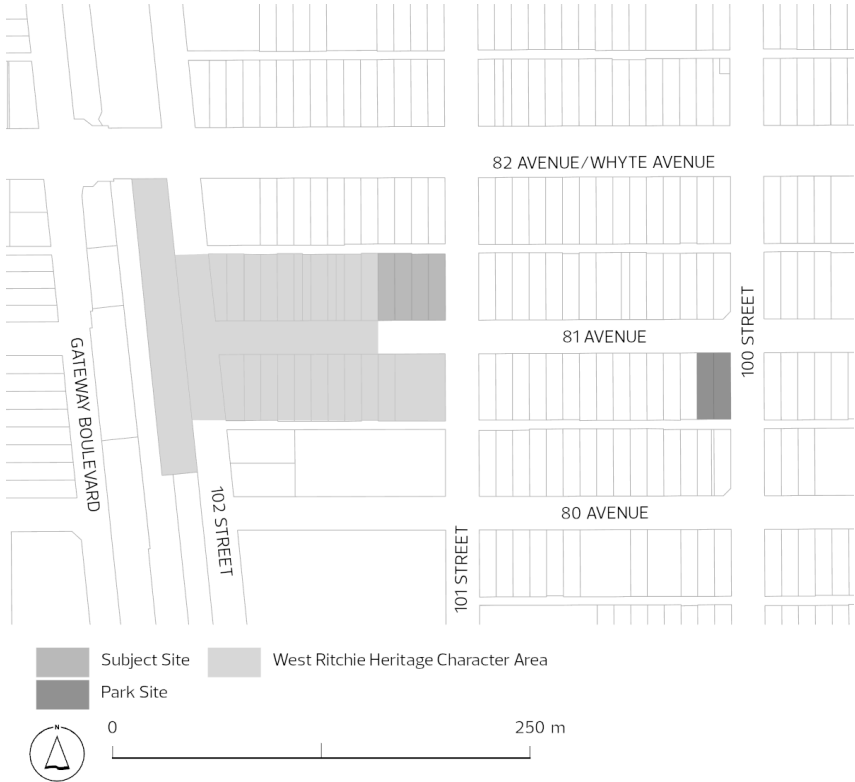 82 AVENUE/WHYTE AVENUE
81 AVENUE
100 STREET
GATEWAY BOULEVARD
102 STREET
80 AVENUE
101 STREET
Subject Site
West Ritchie Heritage Character Area
Park Site
N
0
250 m